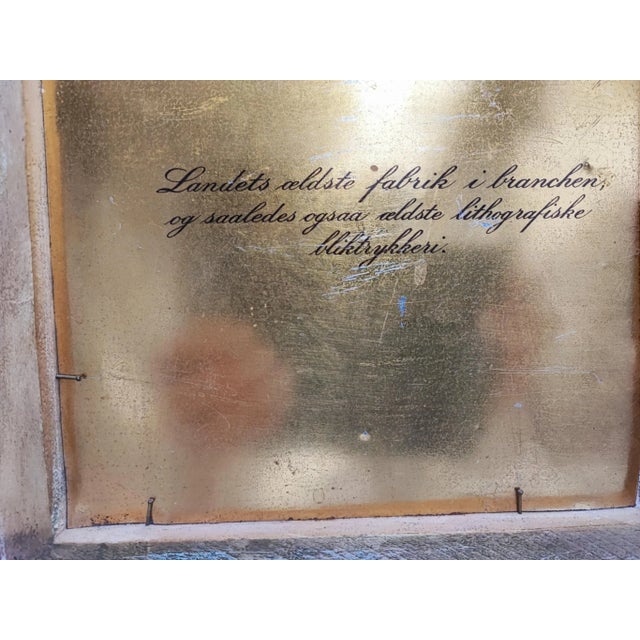 Landets ældste fabrik i branchen,
og saaledes ogsaa ældste lithografiske
bliktrykkeri.